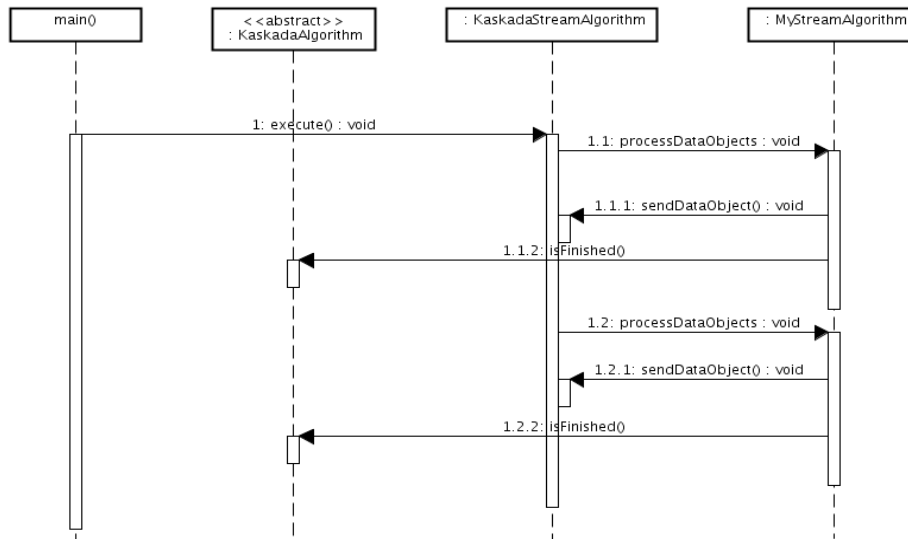 main()
<<abstract>>
: KaskadaAlgorithm
: KaskadaStreamAlgorithm
: MyStreamAlgorithm
1: execute() : void
1.1: processDataObjects : void
1.1.1: sendDataObject() : void
1.1.2: isFinished()
1.2: processDataObjects : void
1.2.1: sendDataObject() : void
1.2.2: isFinished()